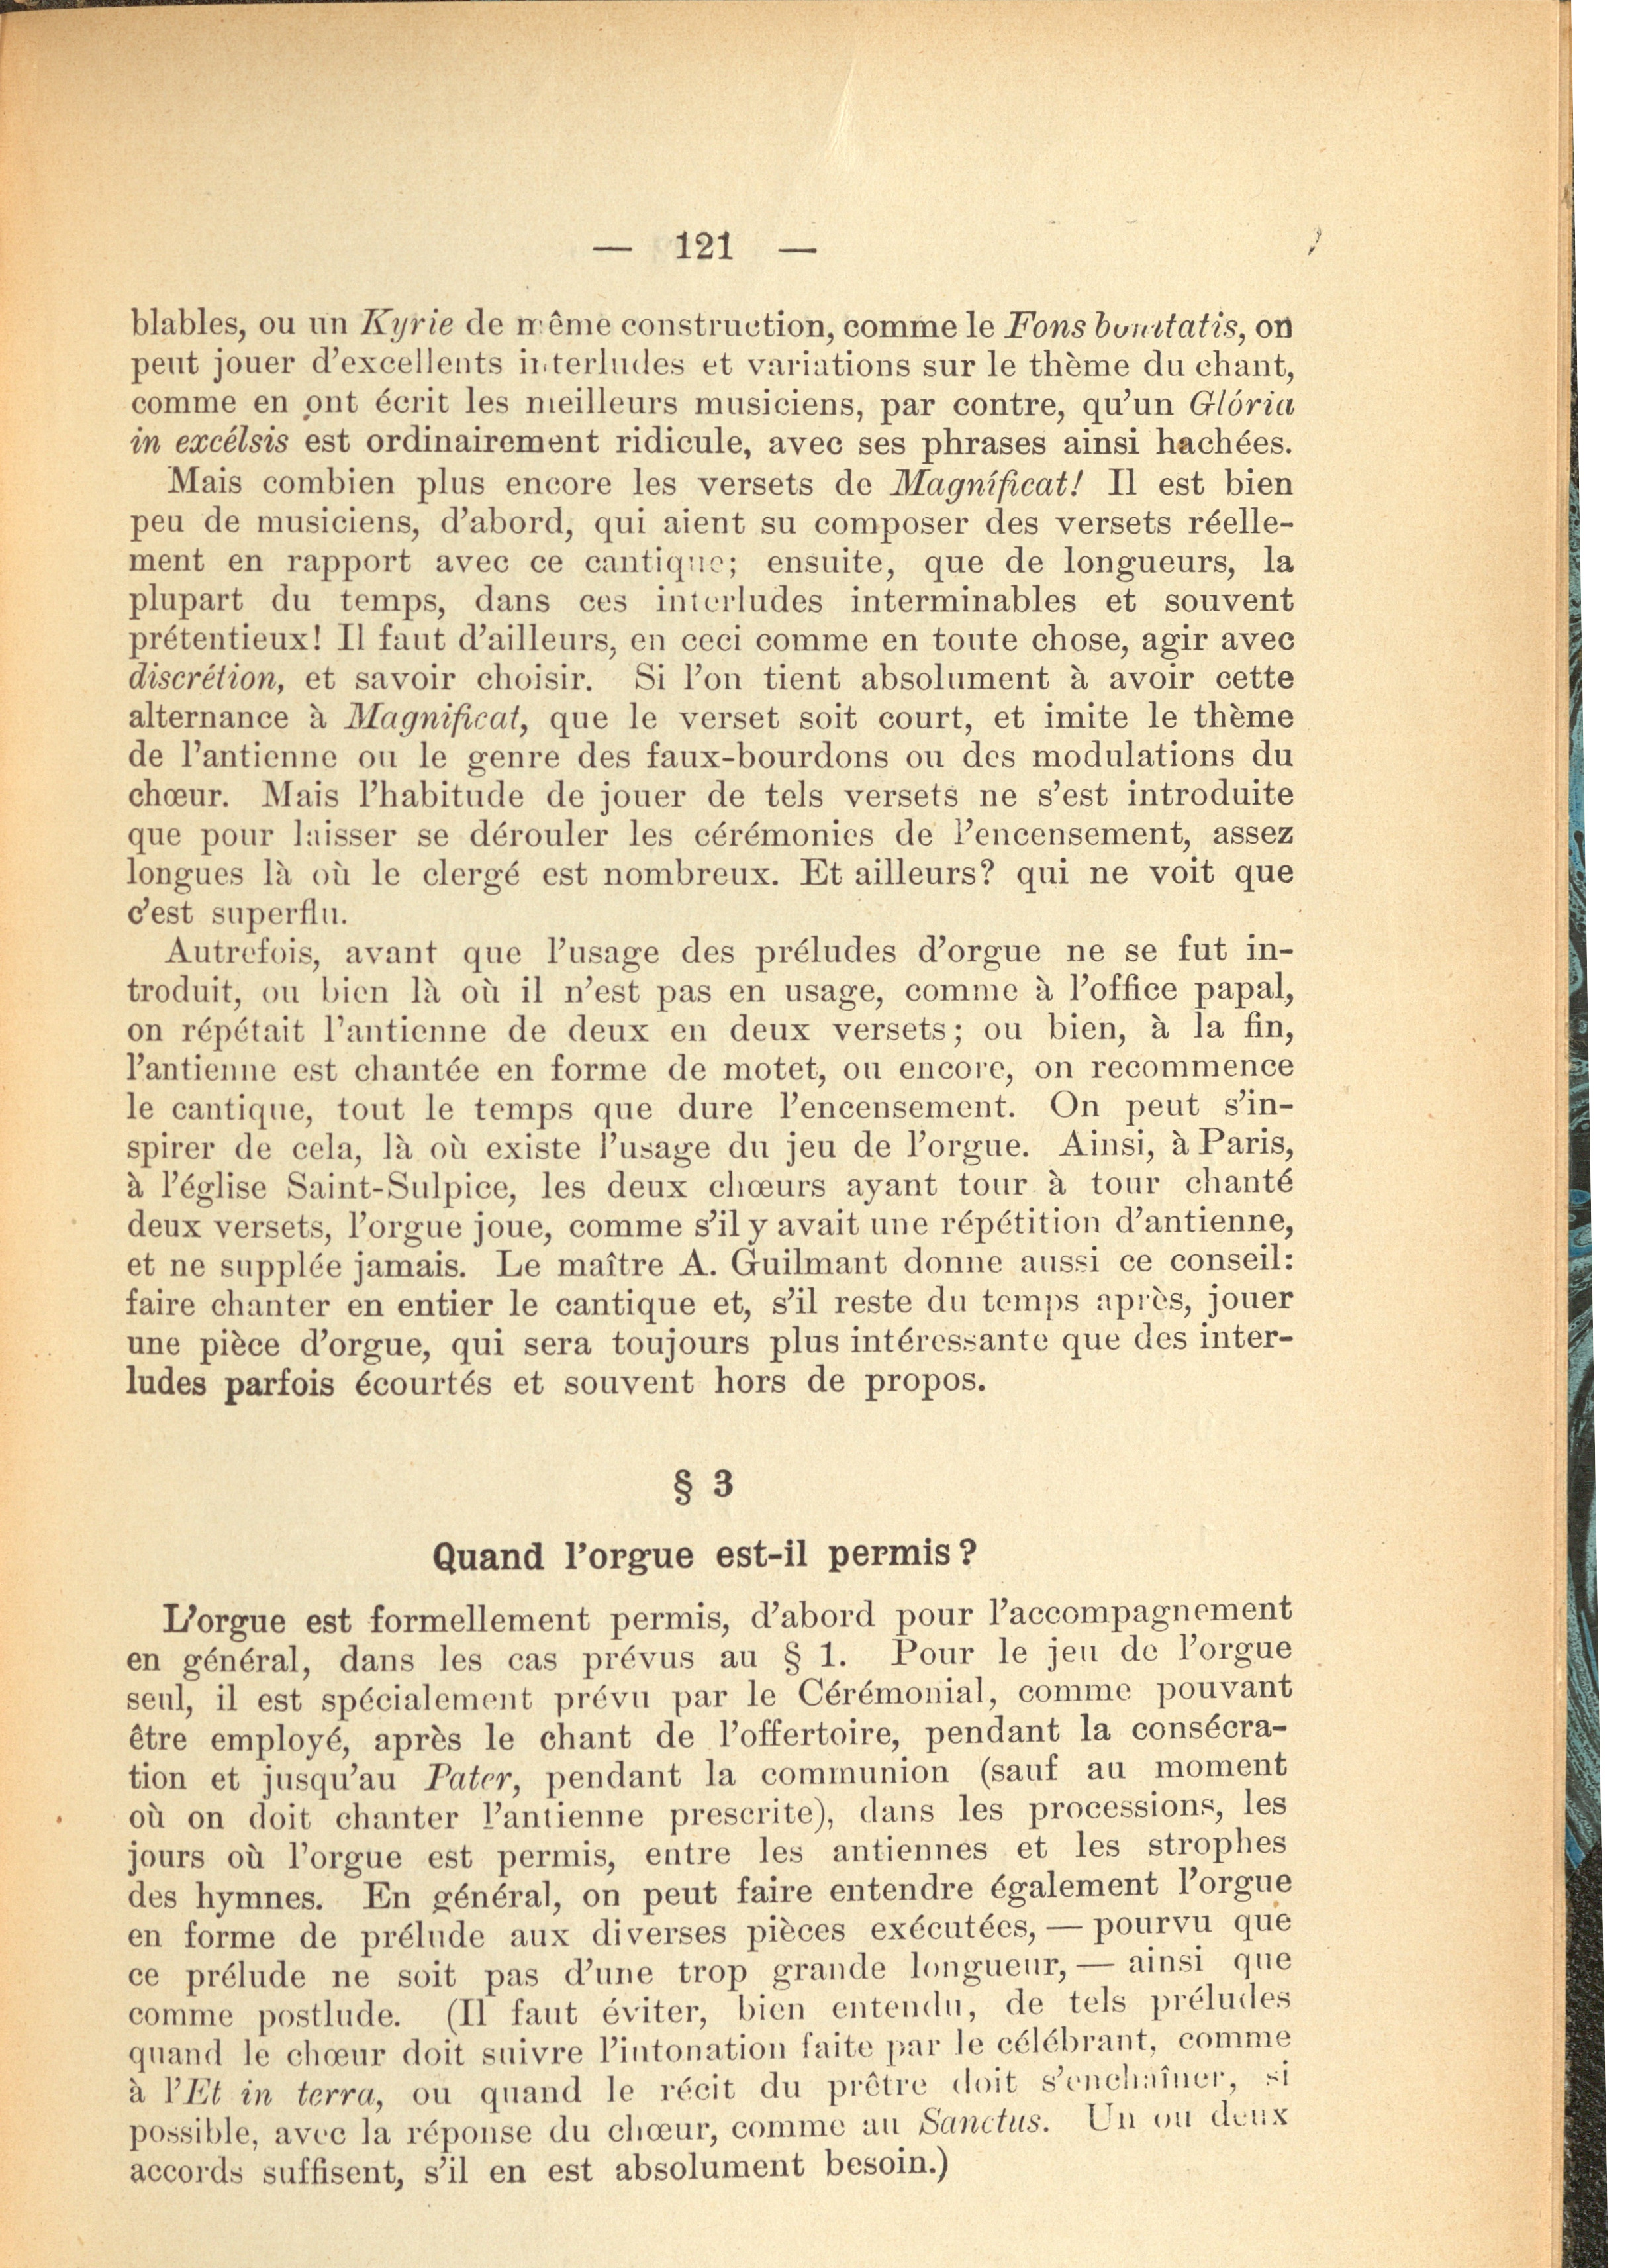 — 121 —
blables, ou un Kyrie de même construction, comme le Fons bonitatis, on
peut jouer d'excellents interludes et variations sur le thème du chant,
comme en ont écrit les meilleurs musiciens, par contre, qu'un Glória
in excélsis est ordinairement ridicule, avec ses phrases ainsi hachées.
Mais combien plus encore les versets de Magníficat! Il est bien
peu de musiciens, d'abord, qui aient su composer des versets réelle-
ment en rapport avec ce cantique; ensuite, que de longueurs, la
plupart du temps, dans ces interludes interminables et souvent
prétentieux! Il faut d'ailleurs, en ceci comme en toute chose, agir avec
discrétion, et savoir choisir. Si l'on tient absolument à avoir cette
alternance à Magnificat, que le verset soit court, et imite le thème
de l'antienne ou le genre des faux-bourdons ou des modulations du
chœur. Mais l'habitude de jouer de tels versets ne s'est introduite
que pour laisser se dérouler les cérémonies de l'encensement, assez
longues là où le clergé est nombreux. Et ailleurs? qui ne voit que
c'est superflu.
Autrefois, avant que l'usage des préludes d'orgue ne se fut in-
troduit, ou bien là où il n'est pas en usage, comme à l'office papal,
on répétait l'antienne de deux en deux versets; ou bien, à la fin,
l'antienne est chantée en forme de motet, ou encore, on recommence
le cantique, tout le temps que dure l'encensement. On peut s'in-
spirer de cela, là où existe l'usage du jeu de l'orgue. Ainsi, à Paris,
à l'église Saint-Sulpice, les deux chœurs ayant tour à tour chanté
deux versets, l'orgue joue, comme s'il y avait une répétition d'antienne,
et ne supplée jamais. Le maître A. Guilmant donne aussi ce conseil:
faire chanter en entier le cantique et, s'il reste du temps après, jouer
une pièce d'orgue, qui sera toujours plus intéressante que des inter-
ludes parfois écourtés et souvent hors de propos.
§ 3
Quand l'orgue est-il permis?
L'orgue est formellement permis, d'abord pour l'accompagnement
en général, dans les cas prévus au § 1. Pour le jeu de l'orgue
seul, il est spécialement prévu par le Cérémonial, comme pouvant
être employé, après le chant de l'offertoire, pendant la consécra-
tion et jusqu'au Pater, pendant la communion (sauf au moment
où on doit chanter l'antienne prescrite), dans les processions, les
jours où l'orgue est permis, entre les antiennes et les strophes
des hymnes. En général, on peut faire entendre également l'orgue
en forme de prélude aux diverses pièces exécutées, — pourvu que
ce prélude ne soit pas d'une trop grande longueur, — ainsi que
comme postlude. (Il faut éviter, bien entendu, de tels préludes
quand le chœur doit suivre l'intonation faite par le célébrant, comme
à l'Et in terra, ou quand le récit du prêtre doit s'enchaîner, si
possible, avec la réponse du chœur, comme au Sanctus. Un ou deux
accords suffisent, s'il en est absolument besoin.)